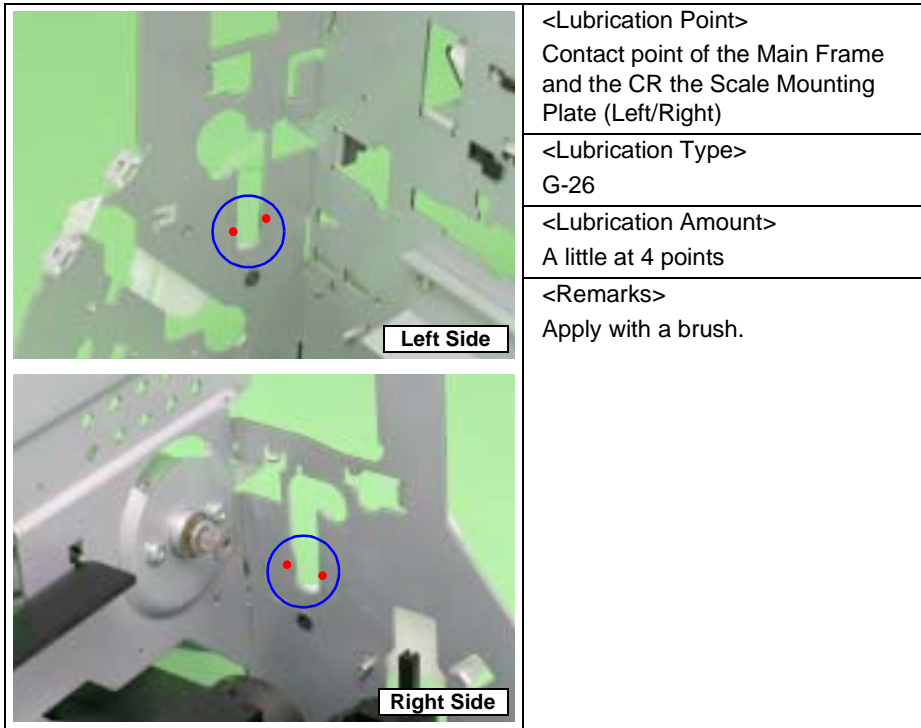 <Lubrication Point>
Contact point of the Main Frame
and the CR the Scale Mounting
Plate (Left/Right)
<Lubrication Type>
G-26
<Lubrication Amount>
A little at 4 points
<Remarks>
Apply with a brush.
Left Side
Right Side